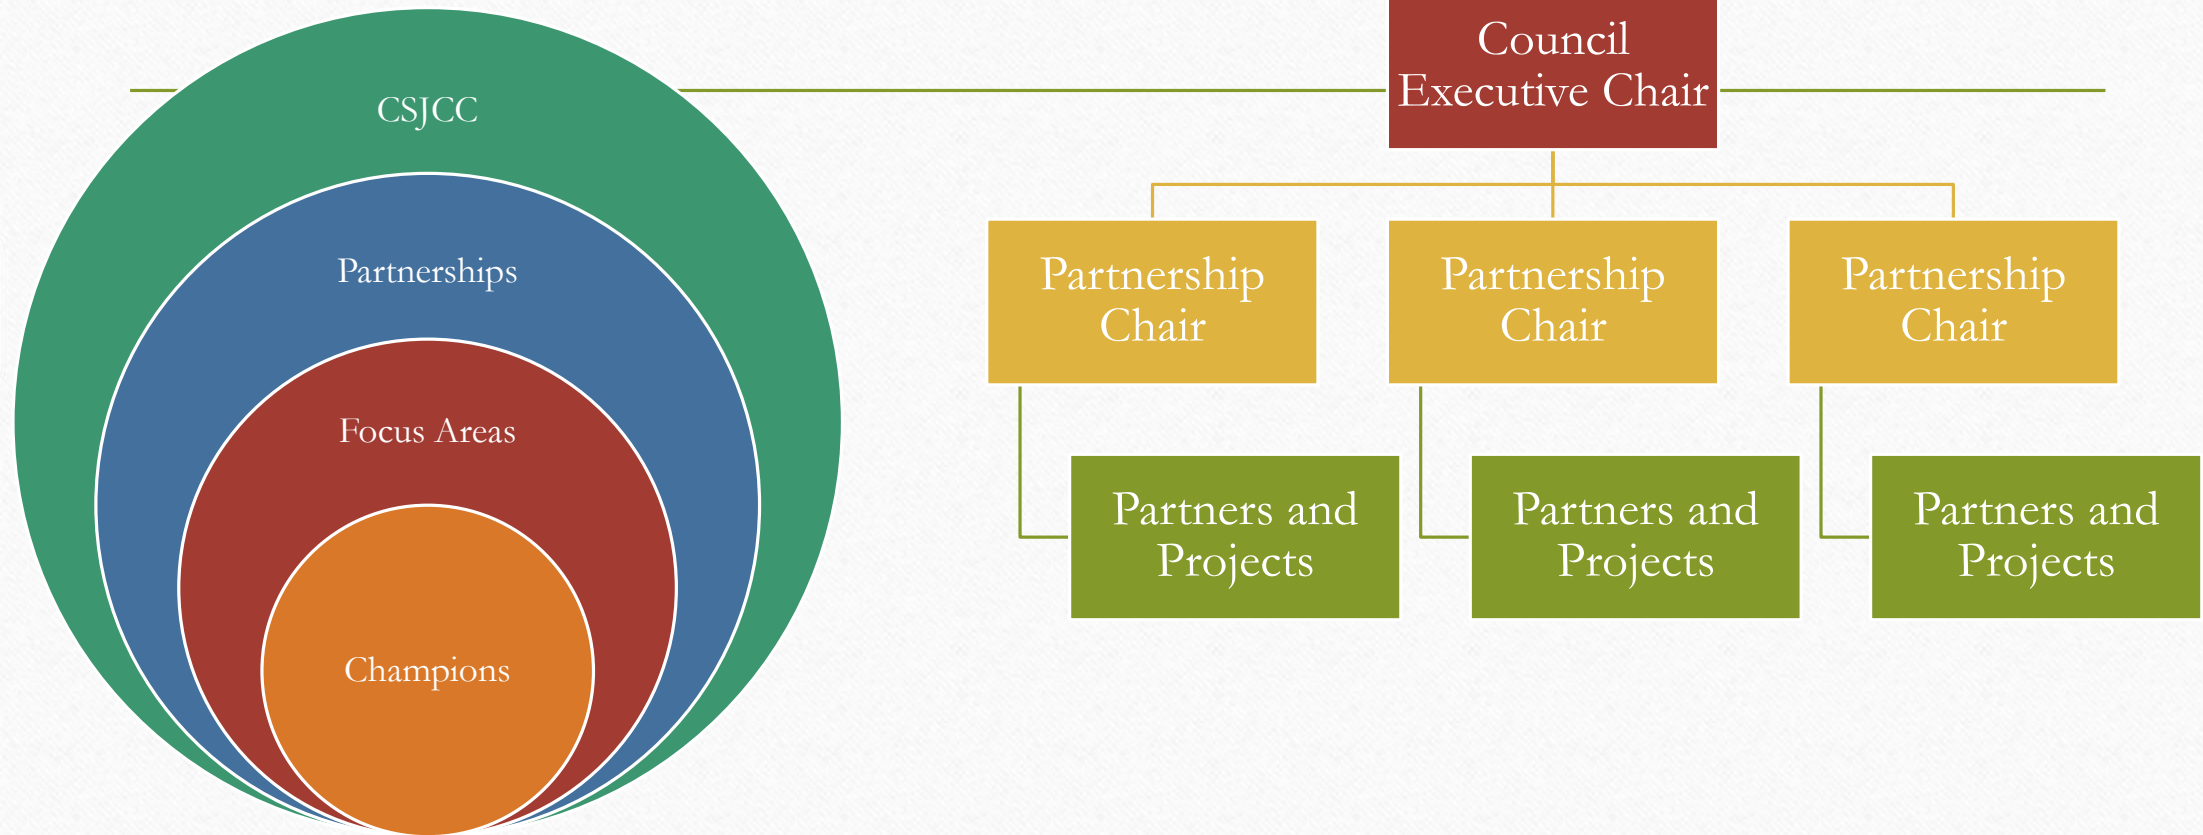 CSJCC
Partnerships
Focus Areas
Champions
Council
Executive Chair
Partnership
Chair
Partnership
Chair
Partnership
Chair
Partners and
Projects
Partners and
Projects
Partners and
Projects